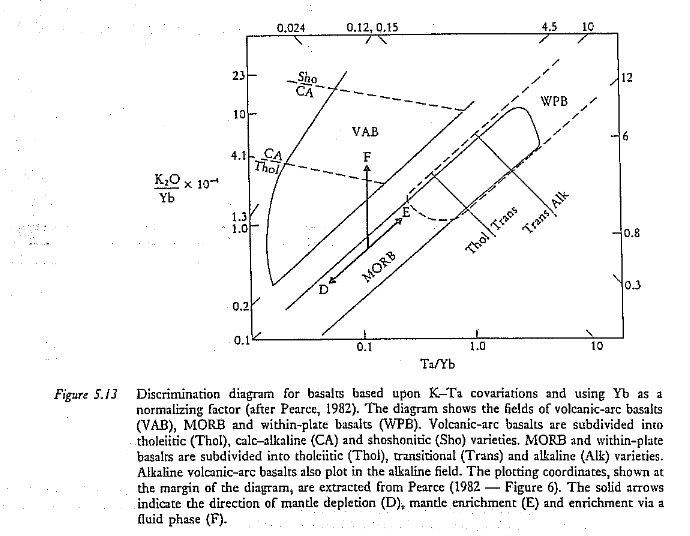 0.024 0.12, 0.15 4.5 10
23
Sho
CA
12
WPB
10
VAB
6
4.1
CA
Thol
F
K₂O
Yb
× 10⁻⁴
1.3
1.0
E
Thol Trans
Trans Alk
0.8
MORB
D
0.3
0.2
0.1
0.1 1.0 10
Ta/Yb
Figure 5.13 Discrimination diagram for basalts based upon K–Ta covariations and using Yb as a
normalizing factor (after Pearce, 1982). The diagram shows the fields of volcanic-arc basalts
(VAB), MORB and within-plate basalts (WPB). Volcanic-arc basalts are subdivided into
tholeiitic (Thol), calc-alkaline (CA) and shoshonitic (Sho) varieties. MORB and within-plate
basalts are subdivided into tholeiitic (Thol), transitional (Trans) and alkaline (Alk) varieties.
Alkaline volcanic-arc basalts also plot in the alkaline field. The plotting coordinates, shown at
the margin of the diagram, are extracted from Pearce (1982 — Figure 6). The solid arrows
indicate the direction of mantle depletion (D), mantle enrichment (E) and enrichment via a
fluid phase (F).